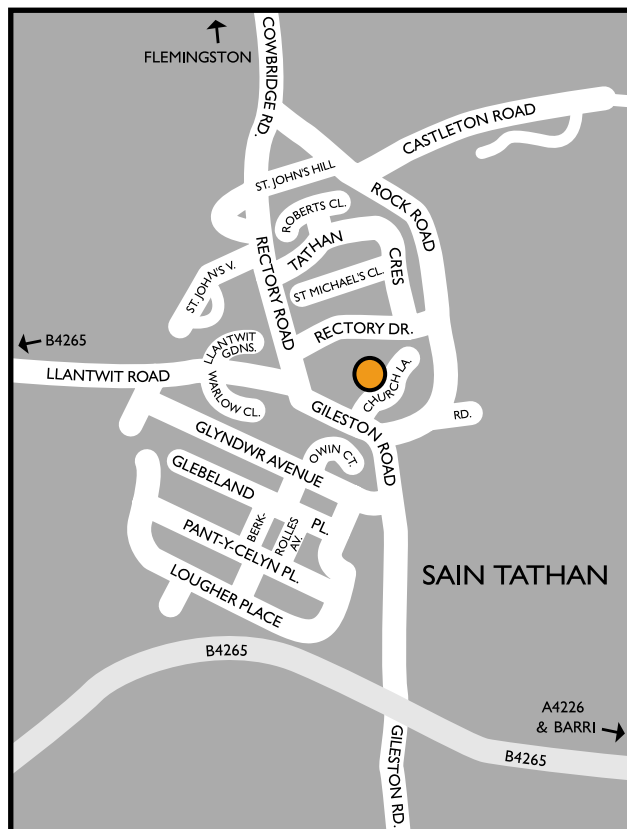 FLEMINGSTON
COWBRIDGE RD.
CASTLETON ROAD
ST. JOHN'S HILL
ROCK ROAD
ROBERTS CL.
TATHAN
CRES
RECTORY ROAD
ST. JOHN'S V.
ST MICHAEL'S CL.
RECTORY DR.
B4265
LLANTWIT
GDNS.
LLANTWIT ROAD
WARLOW CL.
CHURCH LA.
GILESTON ROAD
RD.
GLYNDWR AVENUE
OWIN CT.
GLEBELAND
PL.
BERK-
ROLLES
AV.
PANT-Y-CELYN PL.
LOUGHER PLACE
SAIN TATHAN
B4265
A4226
& BARRI
B4265
GILESTON RD.